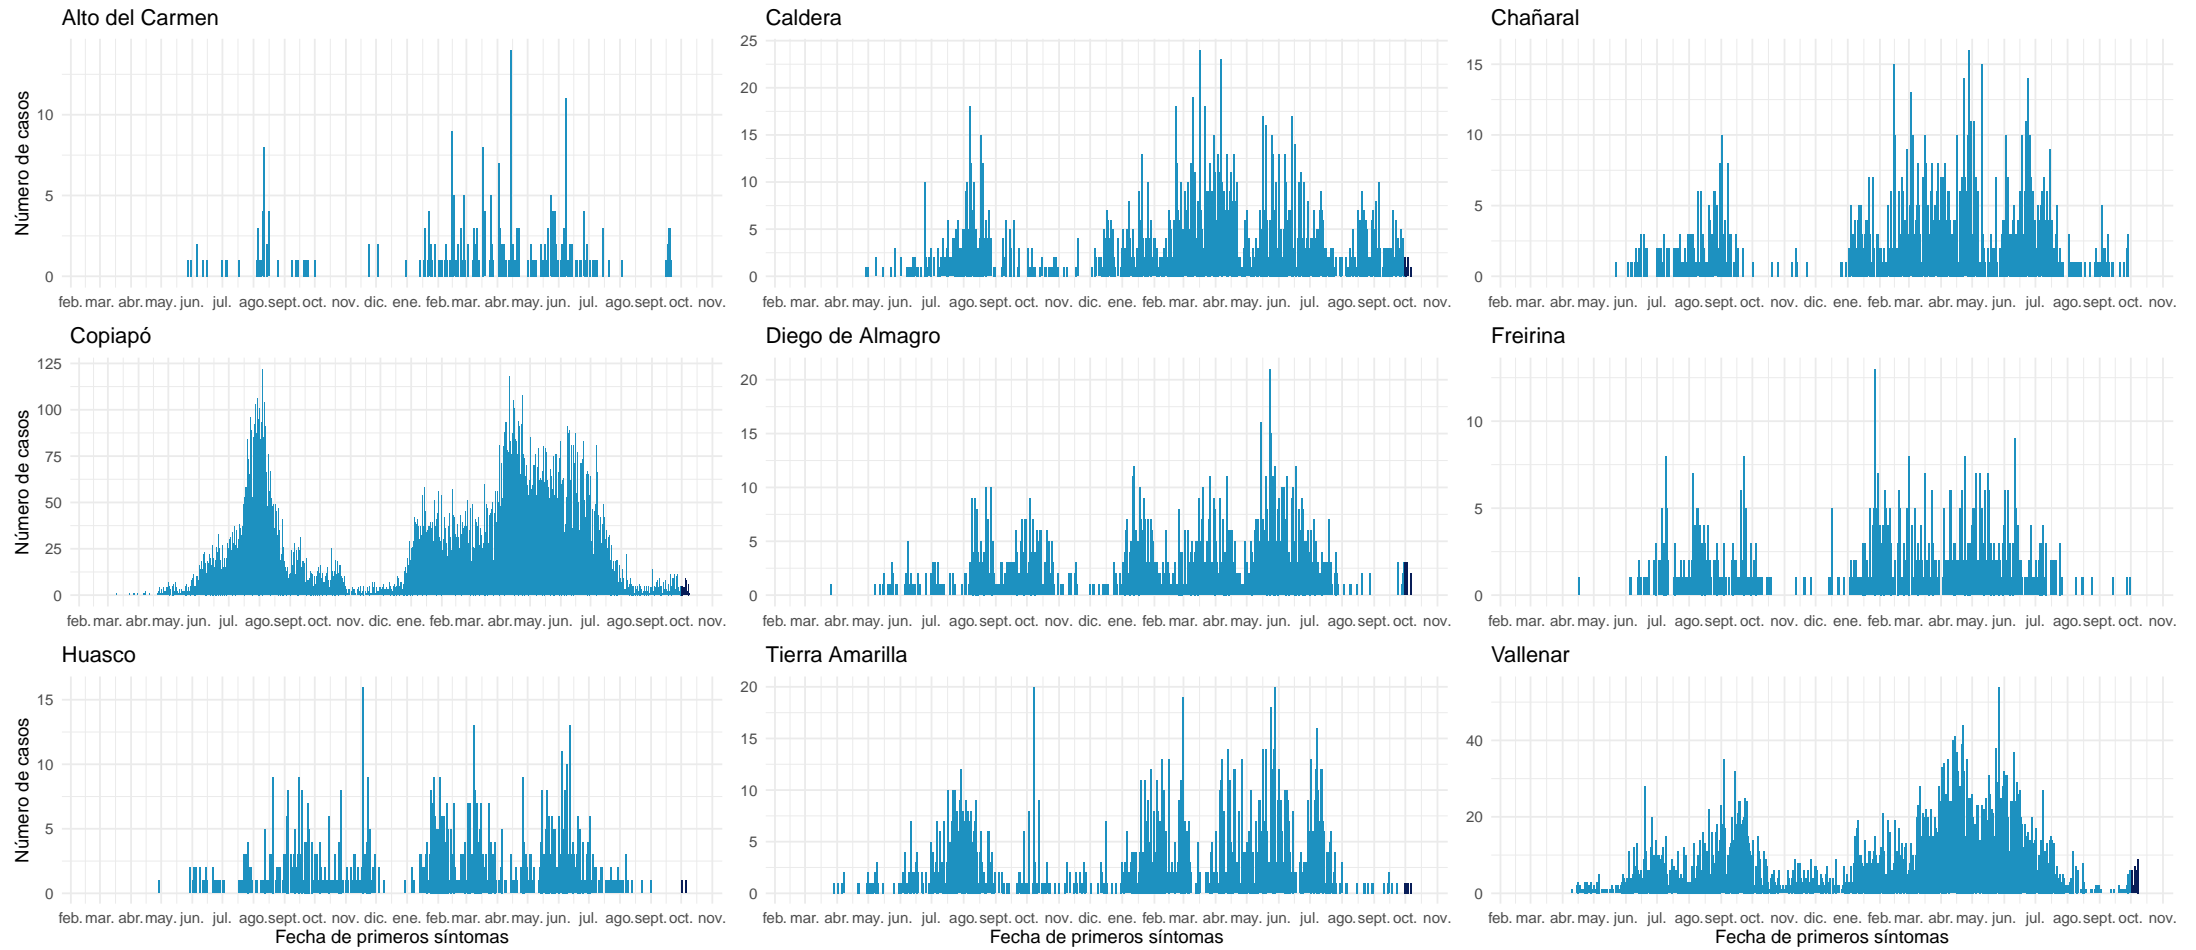 Alto del Carmen
Número de casos
10
5
0
feb. mar. abr. may. jun. jul. ago. sept. oct. nov. dic. ene. feb. mar. abr. may. jun. jul. ago. sept. oct. nov.
Caldera
25
20
15
10
5
0
feb. mar. abr. may. jun. jul. ago. sept. oct. nov. dic. ene. feb. mar. abr. may. jun. jul. ago. sept. oct. nov.
Chañaral
15
10
5
0
feb. mar. abr. may. jun. jul. ago. sept. oct. nov. dic. ene. feb. mar. abr. may. jun. jul. ago. sept. oct. nov.
Copiapó
Número de casos
125
100
75
50
25
0
feb. mar. abr. may. jun. jul. ago. sept. oct. nov. dic. ene. feb. mar. abr. may. jun. jul. ago. sept. oct. nov.
Diego de Almagro
20
15
10
5
0
feb. mar. abr. may. jun. jul. ago. sept. oct. nov. dic. ene. feb. mar. abr. may. jun. jul. ago. sept. oct. nov.
Freirina
10
5
0
feb. mar. abr. may. jun. jul. ago. sept. oct. nov. dic. ene. feb. mar. abr. may. jun. jul. ago. sept. oct. nov.
Huasco
Número de casos
15
10
5
0
feb. mar. abr. may. jun. jul. ago. sept. oct. nov. dic. ene. feb. mar. abr. may. jun. jul. ago. sept. oct. nov.
Fecha de primeros síntomas
Tierra Amarilla
20
15
10
5
0
feb. mar. abr. may. jun. jul. ago. sept. oct. nov. dic. ene. feb. mar. abr. may. jun. jul. ago. sept. oct. nov.
Fecha de primeros síntomas
Vallenar
40
20
0
feb. mar. abr. may. jun. jul. ago. sept. oct. nov. dic. ene. feb. mar. abr. may. jun. jul. ago. sept. oct. nov.
Fecha de primeros síntomas